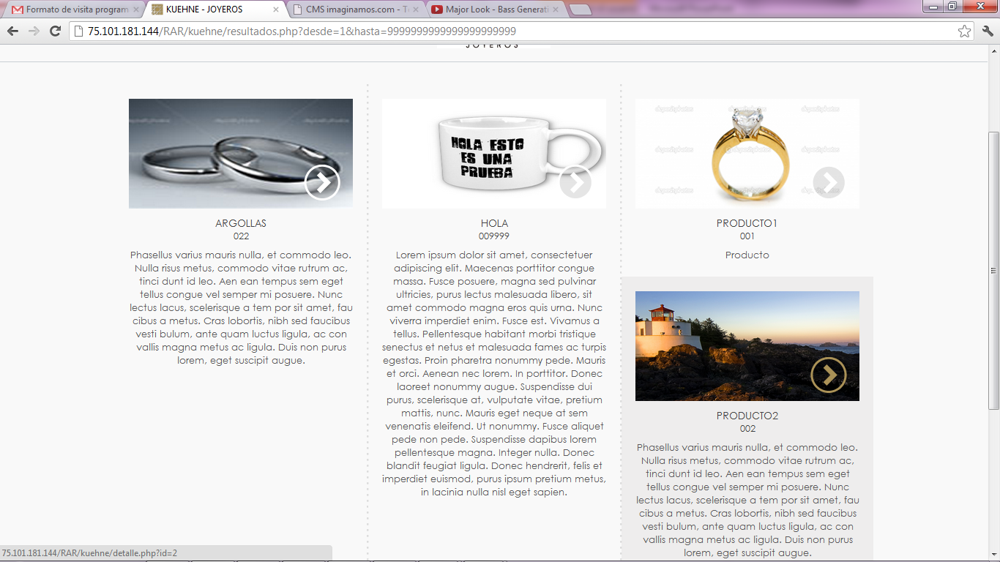 Formato de visita program
KUEHNE - JOYEROS
CMS imaginamos.com - Te
Major Look - Bass Generati
75.101.181.144/RAR/kuehne/resultados.php?desde=1&hasta=9999999999999999999999
JOYEROS
depositphotos
HOLA ESTO
ES UNA
PRUEBA
depositphotos depositphotos depositphotos
depositphotos depositphotos
depositphotos depositphotos
ARGOLLAS
022
Phasellus varius mauris nulla, et commodo leo.
Nulla risus metus, commodo vitae rutrum ac,
tinci dunt id leo. Aen ean tempus sem eget
tellus congue vel semper mi posuere. Nunc
lectus lacus, scelerisque a tem por sit amet, fau
cibus a metus. Cras lobortis, nibh sed faucibus
vesti bulum, ante quam luctus ligula, ac con
vallis magna metus ac ligula. Duis non purus
lorem, eget suscipit augue.
HOLA
009999
Lorem ipsum dolor sit amet, consectetuer
adipiscing elit. Maecenas porttitor congue
massa. Fusce posuere, magna sed pulvinar
ultricies, purus lectus malesuada libero, sit
amet commodo magna eros quis urna. Nunc
viverra imperdiet enim. Fusce est. Vivamus a
tellus. Pellentesque habitant morbi tristique
senectus et netus et malesuada fames ac turpis
egestas. Proin pharetra nonummy pede. Mauris
et orci. Aenean nec lorem. In porttitor. Donec
laoreet nonummy augue. Suspendisse dui
purus, scelerisque at, vulputate vitae, pretium
mattis, nunc. Mauris eget neque at sem
venenatis eleifend. Ut nonummy. Fusce aliquet
pede non pede. Suspendisse dapibus lorem
pellentesque magna. Integer nulla. Donec
blandit feugiat ligula. Donec hendrerit, felis et
imperdiet euismod, purus ipsum pretium metus,
in lacinia nulla nisl eget sapien.
PRODUCTO1
001
Producto
PRODUCTO2
002
Phasellus varius mauris nulla, et commodo leo.
Nulla risus metus, commodo vitae rutrum ac,
tinci dunt id leo. Aen ean tempus sem eget
tellus congue vel semper mi posuere. Nunc
lectus lacus, scelerisque a tem por sit amet, fau
cibus a metus. Cras lobortis, nibh sed faucibus
vesti bulum, ante quam luctus ligula, ac con
vallis magna metus ac ligula. Duis non purus
lorem, eget suscipit augue.
75.101.181.144/RAR/kuehne/detalle.php?id=2